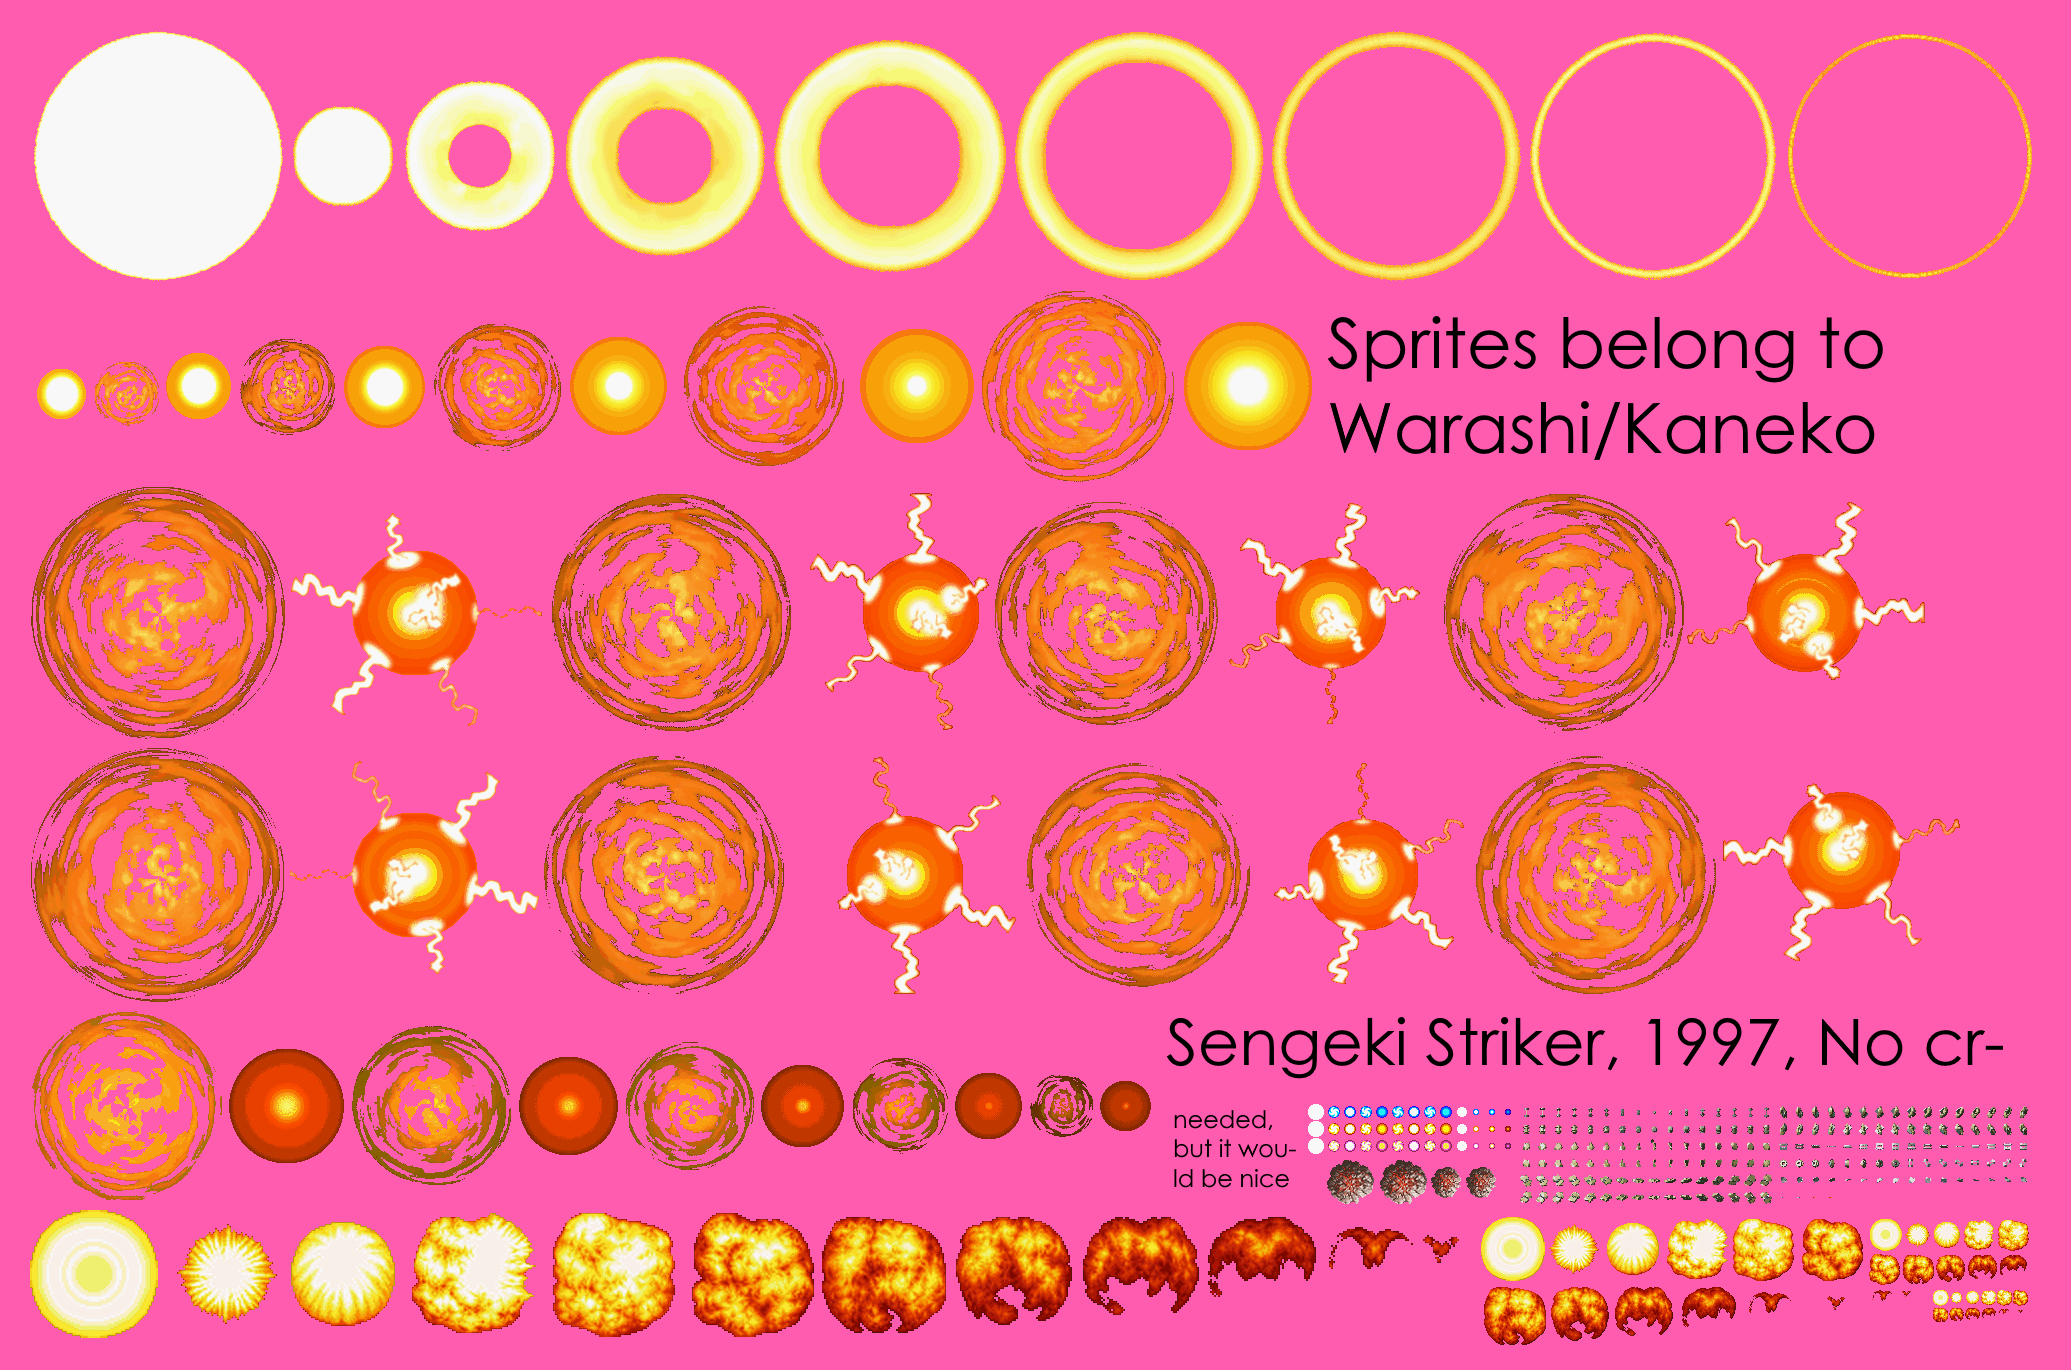 Sprites belong to
Warashi/Kaneko
Sengeki Striker, 1997, No cr-
needed,
but it wou-
ld be nice